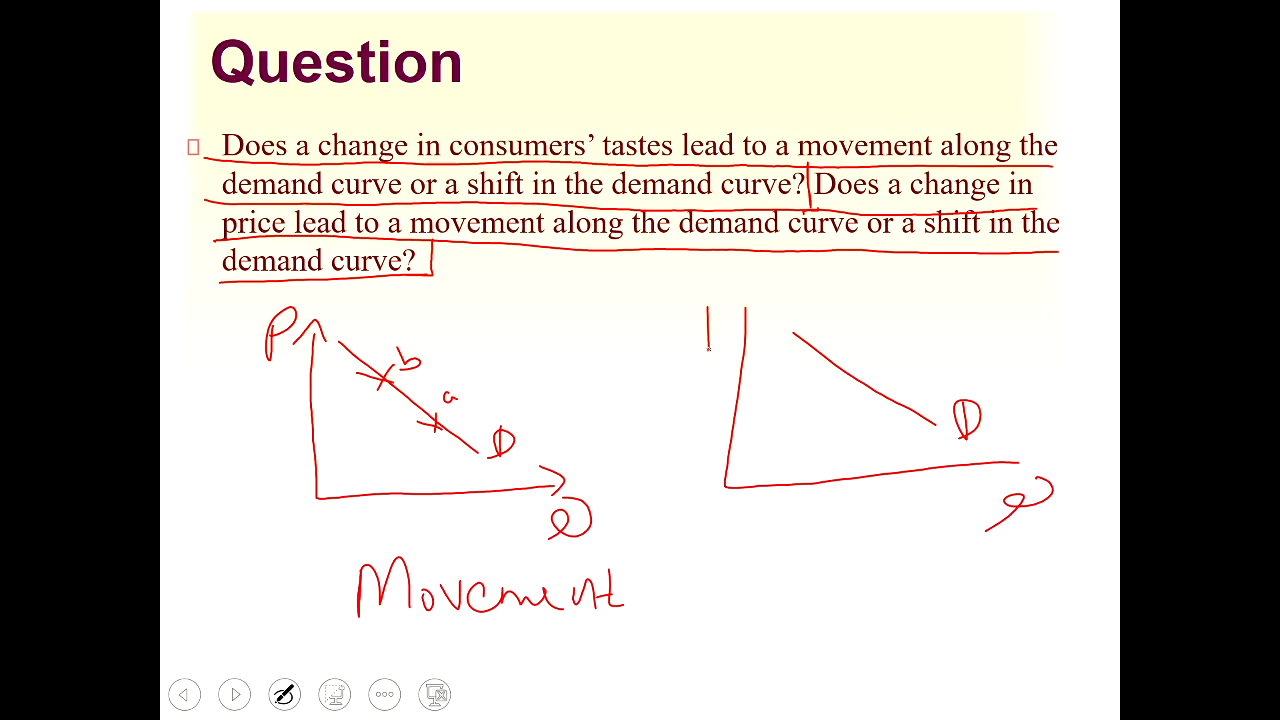 Question
Does a change in consumers’ tastes lead to a movement along the
demand curve or a shift in the demand curve? Does a change in
price lead to a movement along the demand curve or a shift in the
demand curve?
P
b
a
D
Q
D
Q
Movement